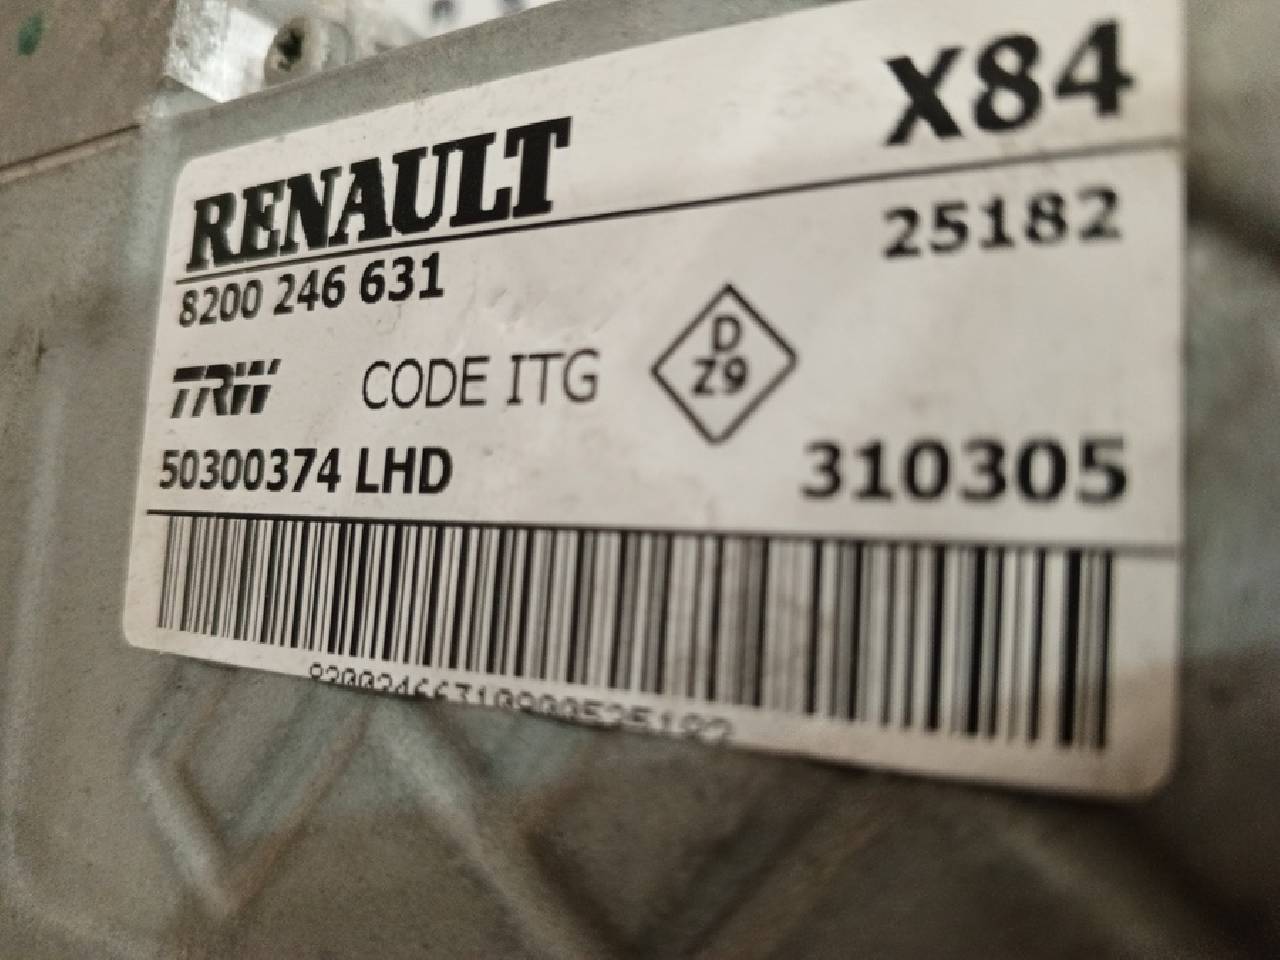 RENAULT X84
8200 246 631 25182
TRW CODE ITG D
Z9
50300374 LHD 310305